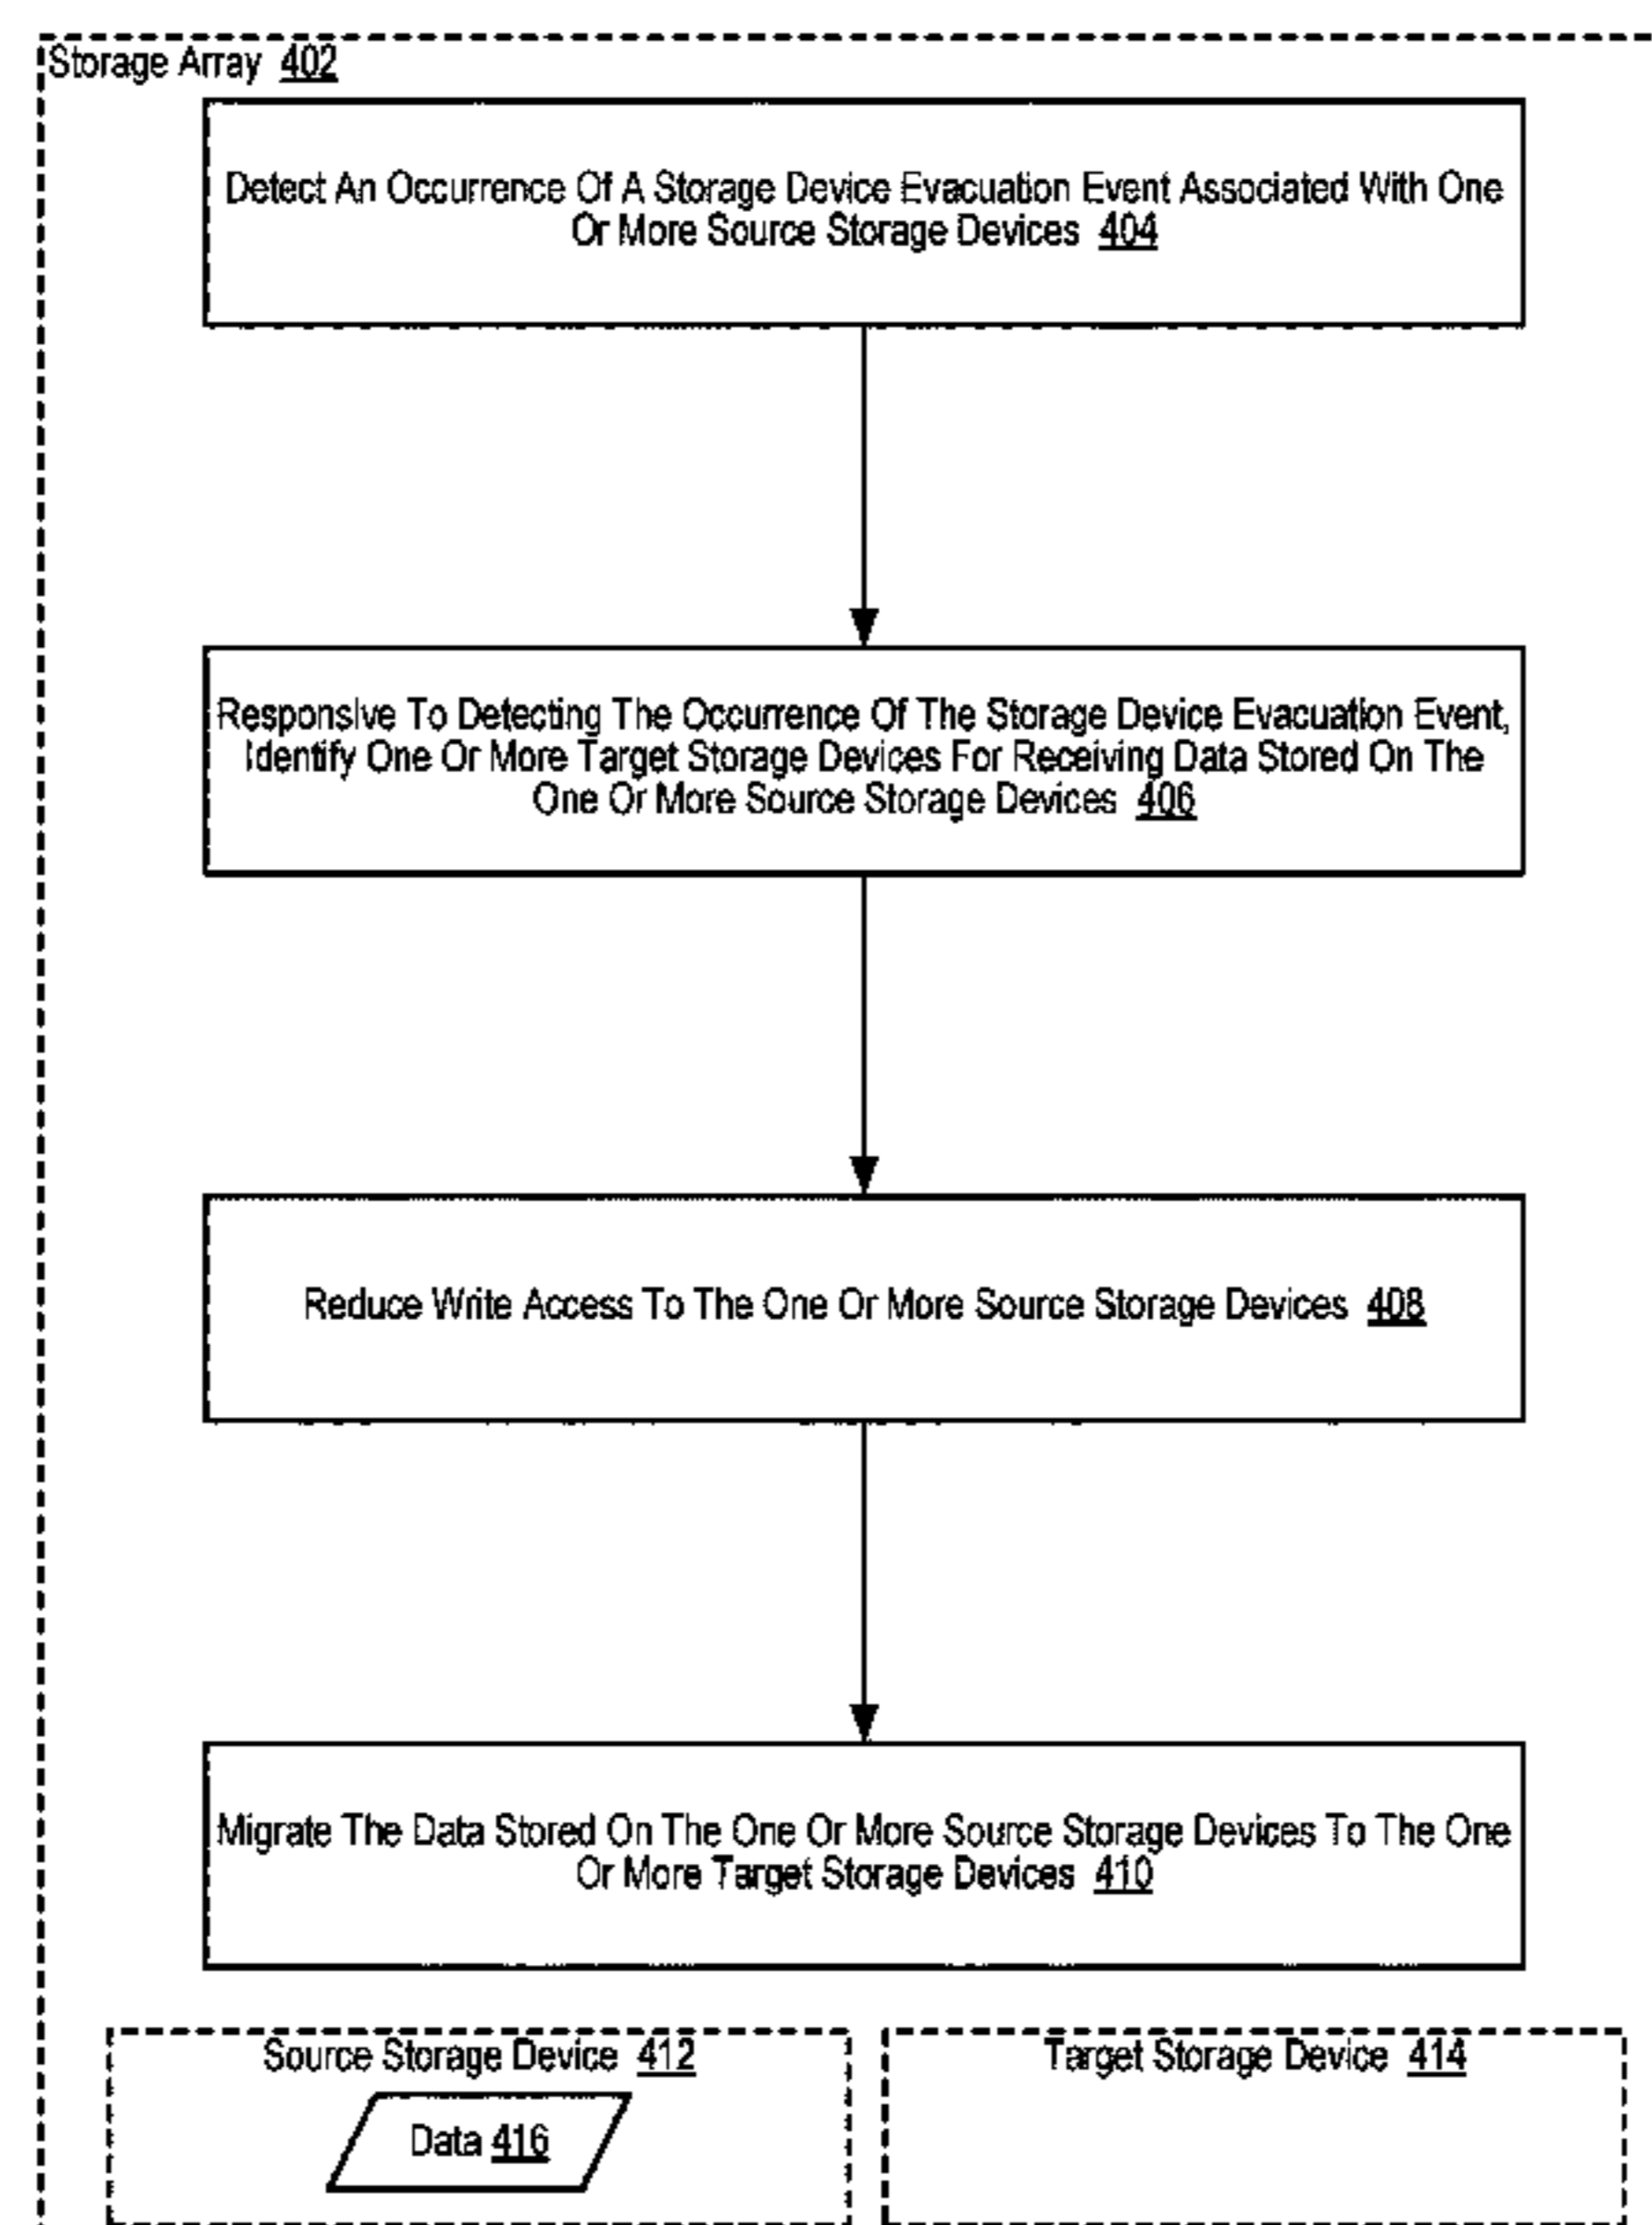 Storage Array 402
Detect An Occurrence Of A Storage Device Evacuation Event Associated With One
Or More Source Storage Devices 404
Responsive To Detecting The Occurrence Of The Storage Device Evacuation Event,
Identify One Or More Target Storage Devices For Receiving Data Stored On The
One Or More Source Storage Devices 406
Reduce Write Access To The One Or More Source Storage Devices 408
Migrate The Data Stored On The One Or More Source Storage Devices To The One
Or More Target Storage Devices 410
Source Storage Device 412
Target Storage Device 414
Data 416